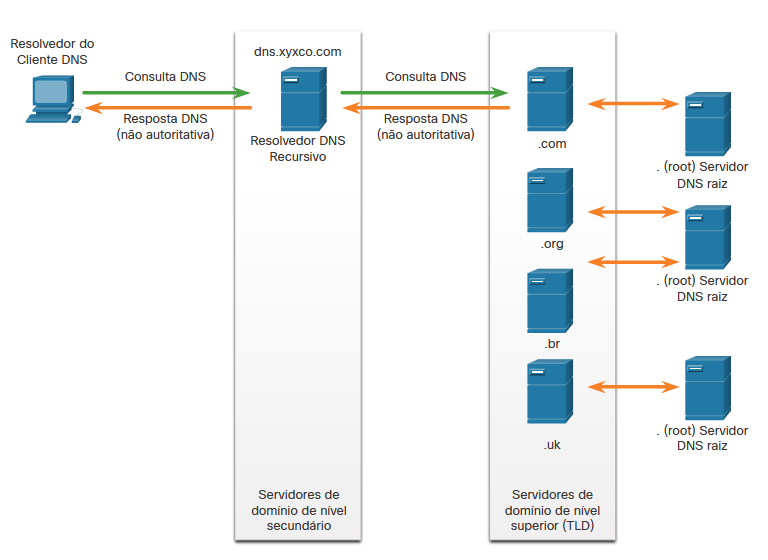 Resolvedor do
Cliente DNS
Consulta DNS
Resposta DNS
(não autoritativa)
dns.xyxco.com
Resolvedor DNS
Recursivo
Servidores de
domínio de nível
secundário
Consulta DNS
Resposta DNS
(não autoritativa)
.com
.org
.br
.uk
Servidores de
domínio de nível
superior (TLD)
. (root) Servidor
DNS raiz
. (root) Servidor
DNS raiz
. (root) Servidor
DNS raiz